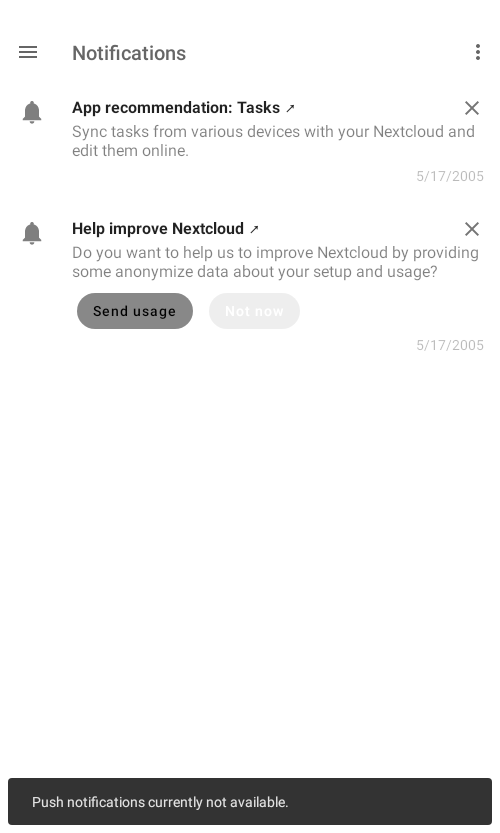 Notifications
App recommendation: Tasks ↗
Sync tasks from various devices with your Nextcloud and
edit them online.
5/17/2005
Help improve Nextcloud ↗
Do you want to help us to improve Nextcloud by providing
some anonymize data about your setup and usage?
Send usage
Not now
5/17/2005
Push notifications currently not available.